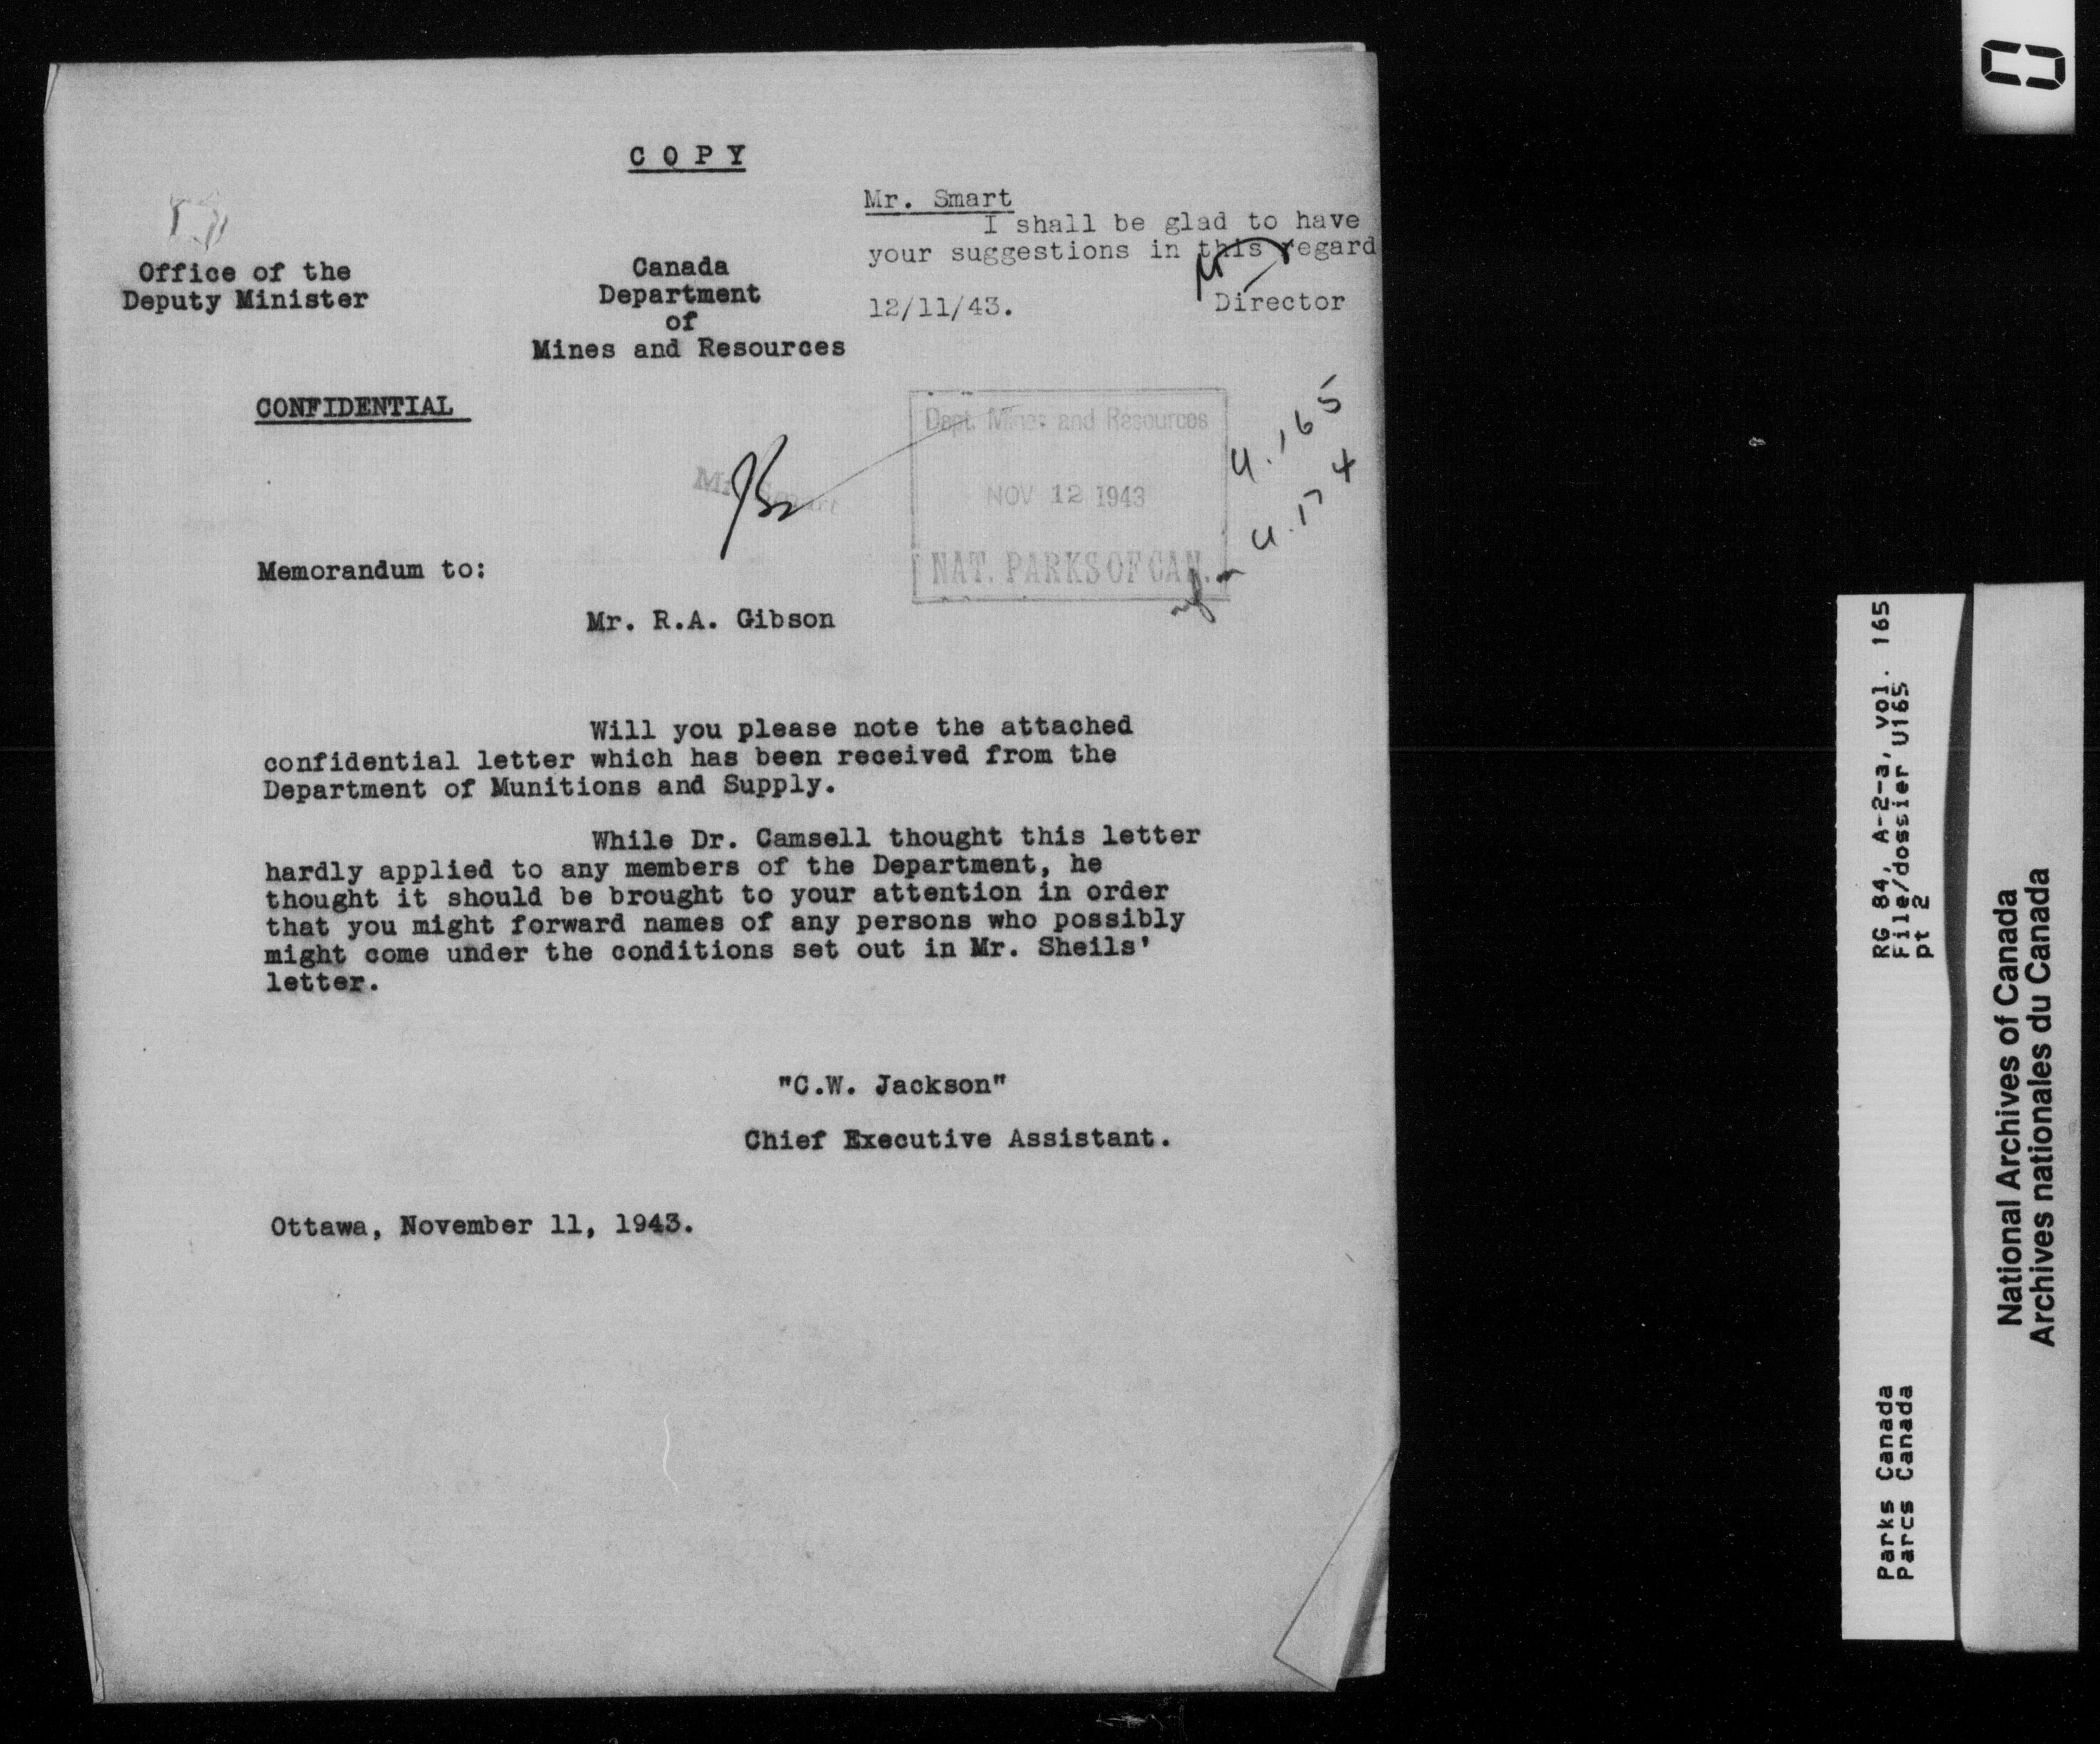 C O P Y
Mr. Smart
I shall be glad to have
your suggestions in this regard
12/11/43.
Director
Office of the
Deputy Minister
Canada
Department
of
Mines and Resources
CONFIDENTIAL
Mr. Smart
Dept. Mines and Resources
NOV 12 1943
NAT. PARKS OF CAN.
U.165
U.174
Memorandum to:
Mr. R.A. Gibson
Will you please note the attached
confidential letter which has been received from the
Department of Munitions and Supply.
While Dr. Camsell thought this letter
hardly applied to any members of the Department, he
thought it should be brought to your attention in order
that you might forward names of any persons who possibly
might come under the conditions set out in Mr. Sheils'
letter.
"C.W. Jackson"
Chief Executive Assistant.
Ottawa, November 11, 1943.
RG 84, A-2-a, vol. 165
File/dossier U165
pt 2
Parks Canada
Parcs Canada
National Archives of Canada
Archives nationales du Canada